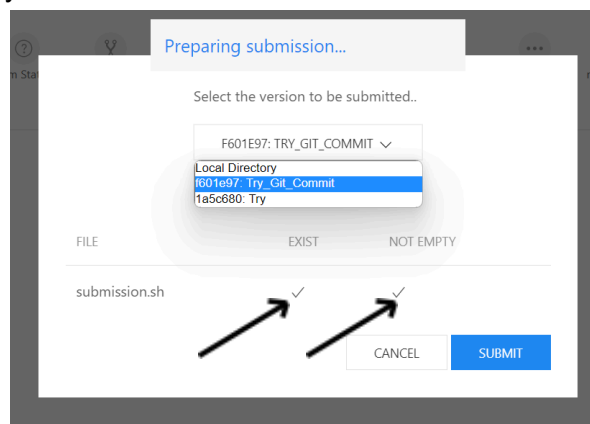 Preparing submission...
m Stat
Select the version to be submitted..
F601E97: TRY_GIT_COMMIT
Local Directory
f601e97: Try_Git_Commit
1a5c680: Try
FILE EXIST NOT EMPTY
submission.sh
CANCEL SUBMIT